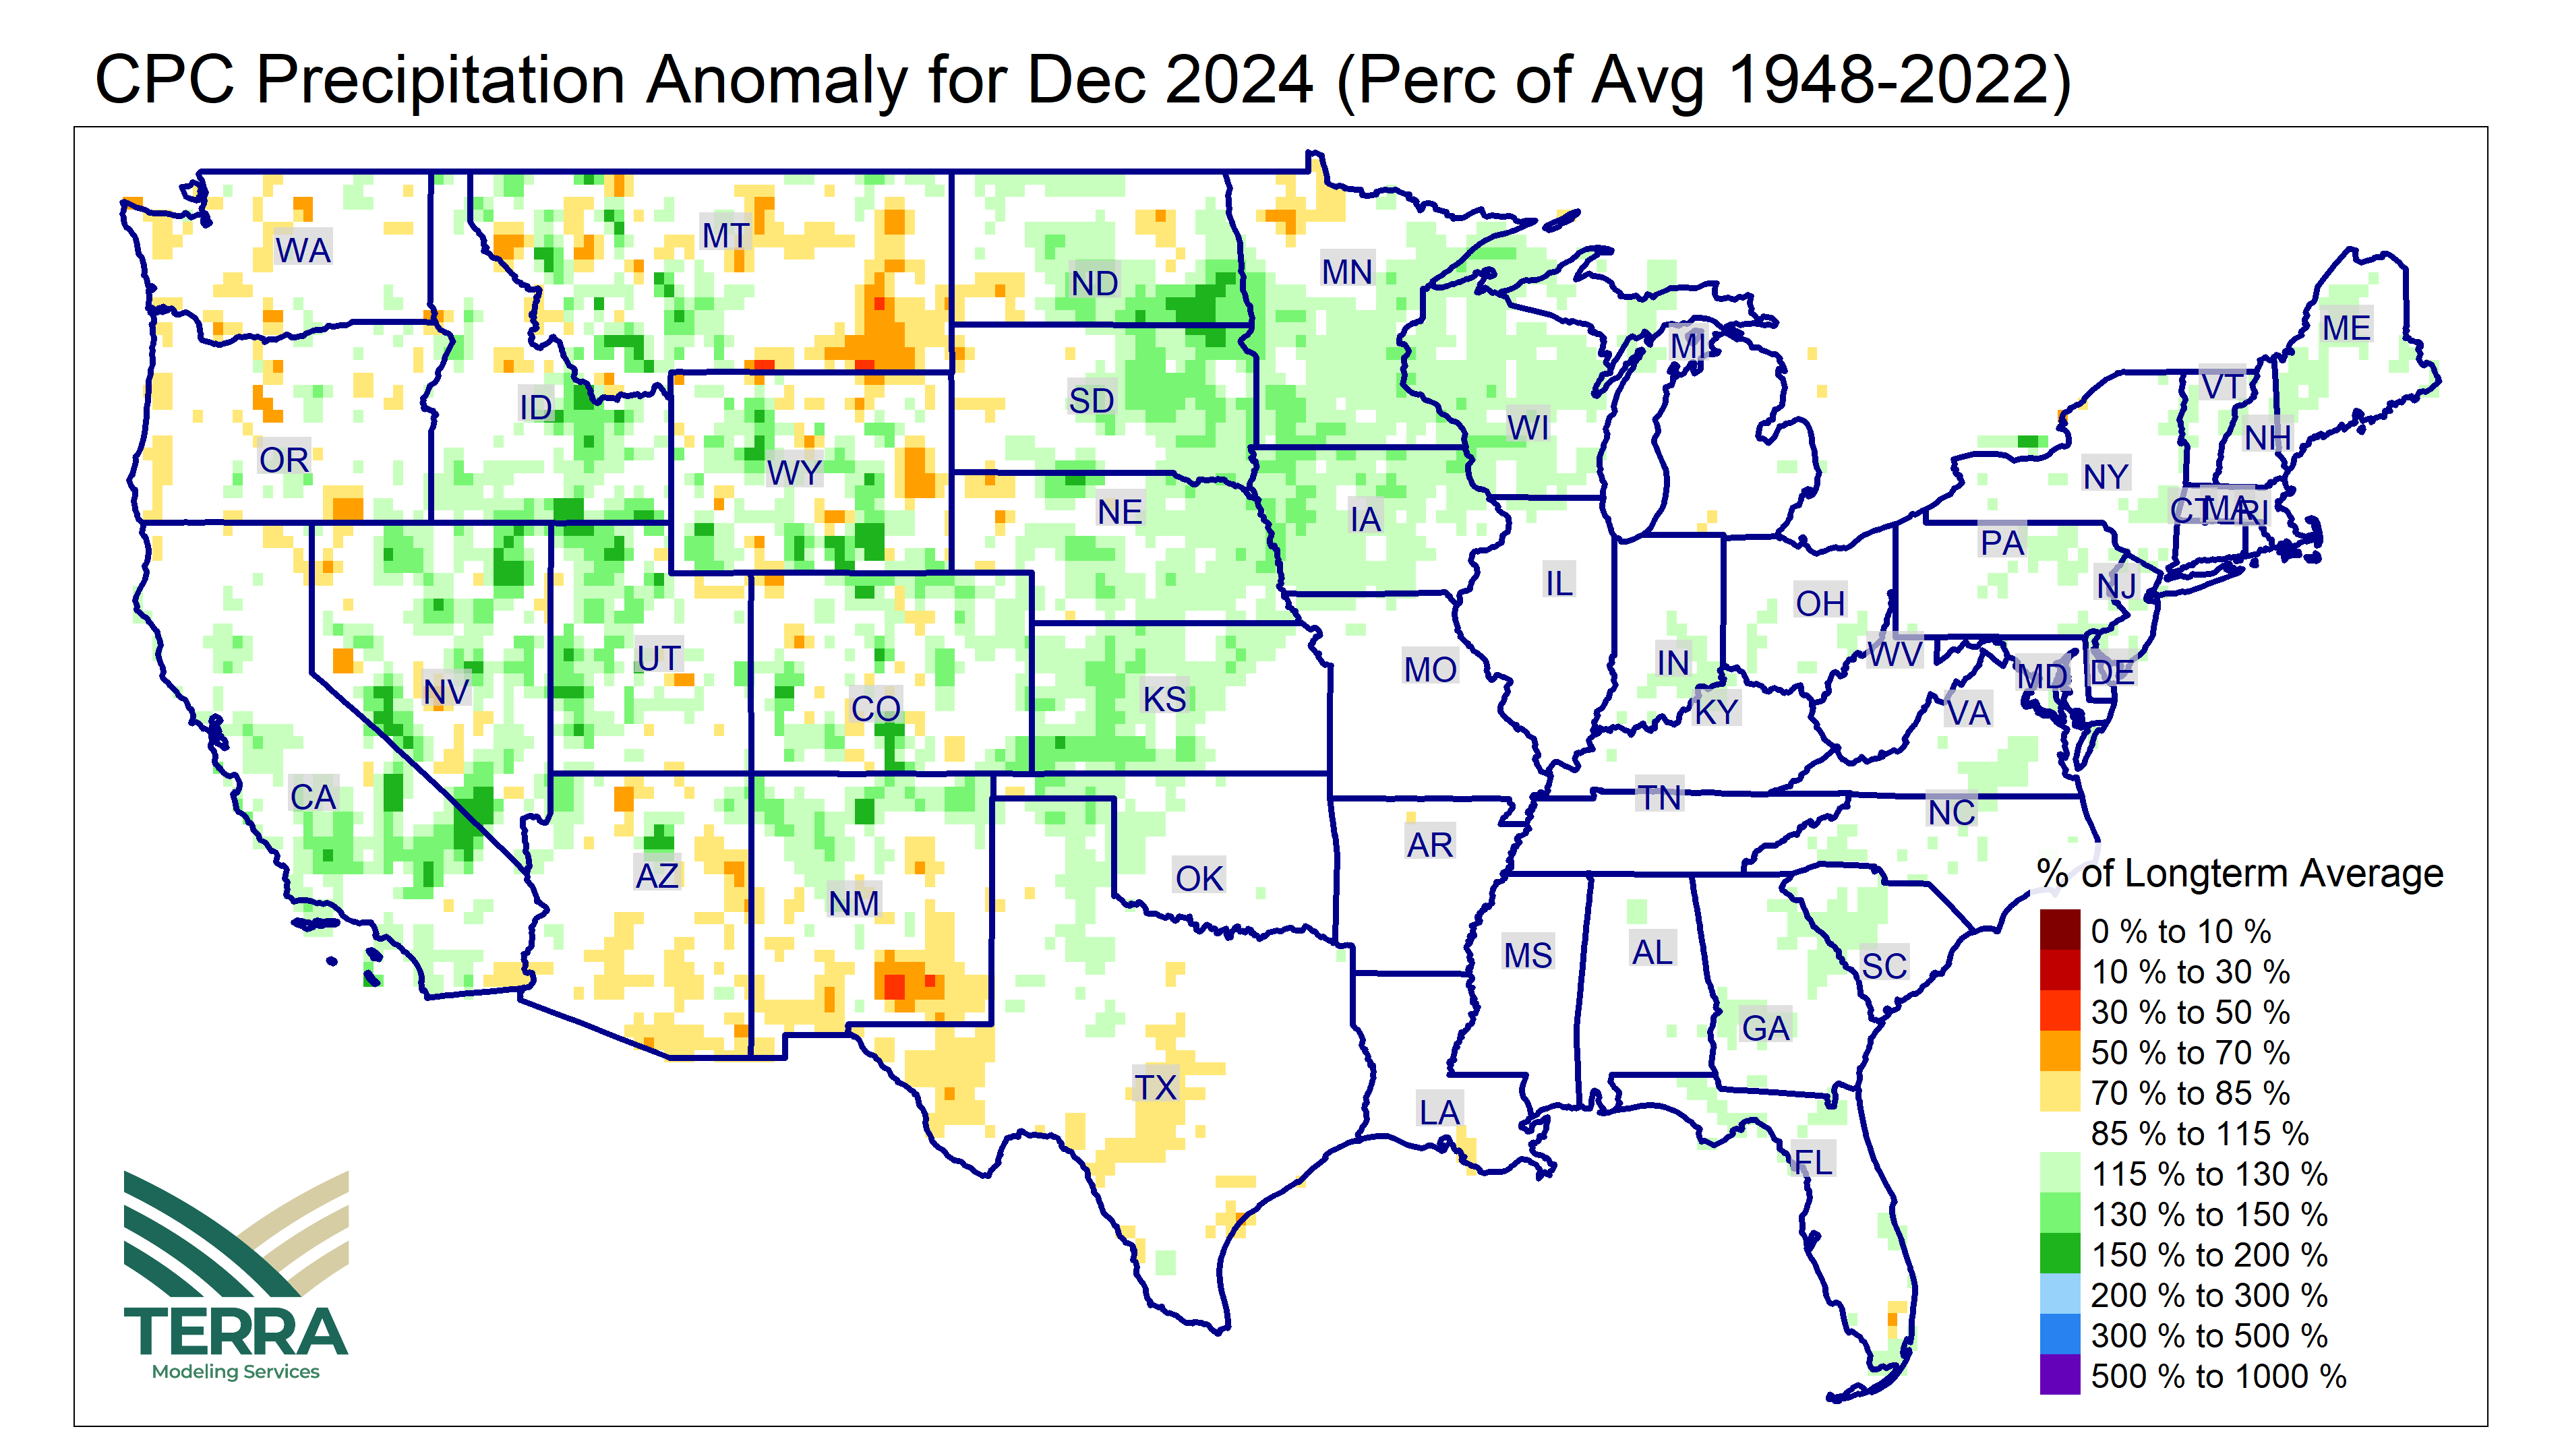 CPC Precipitation Anomaly for Dec 2024 (Perc of Avg 1948-2022)
WA
MT
ND
MN
ME
MI
VT
ID
SD
WI
NH
OR
WY
NY
NE
IA
CT
MA
RI
PA
IL
OH
NJ
UT
IN
WV
MO
MD
DE
NV
CO
KS
KY
VA
CA
TN
NC
AR
AZ
OK
NM
MS
AL
SC
GA
TX
LA
FL
% of Longterm Average
0 % to 10 %
10 % to 30 %
30 % to 50 %
50 % to 70 %
70 % to 85 %
85 % to 115 %
115 % to 130 %
130 % to 150 %
150 % to 200 %
200 % to 300 %
300 % to 500 %
500 % to 1000 %
TERRA
Modeling Services